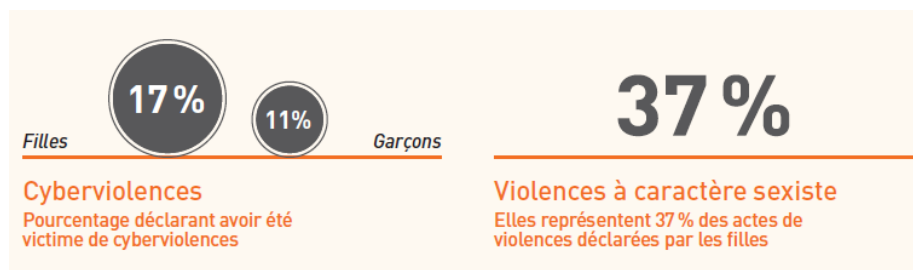 17 %
11%
Filles
Garçons
Cyberviolences
Pourcentage déclarant avoir été
victime de cyberviolences
37 %
Violences à caractère sexiste
Elles représentent 37 % des actes de
violences déclarées par les filles